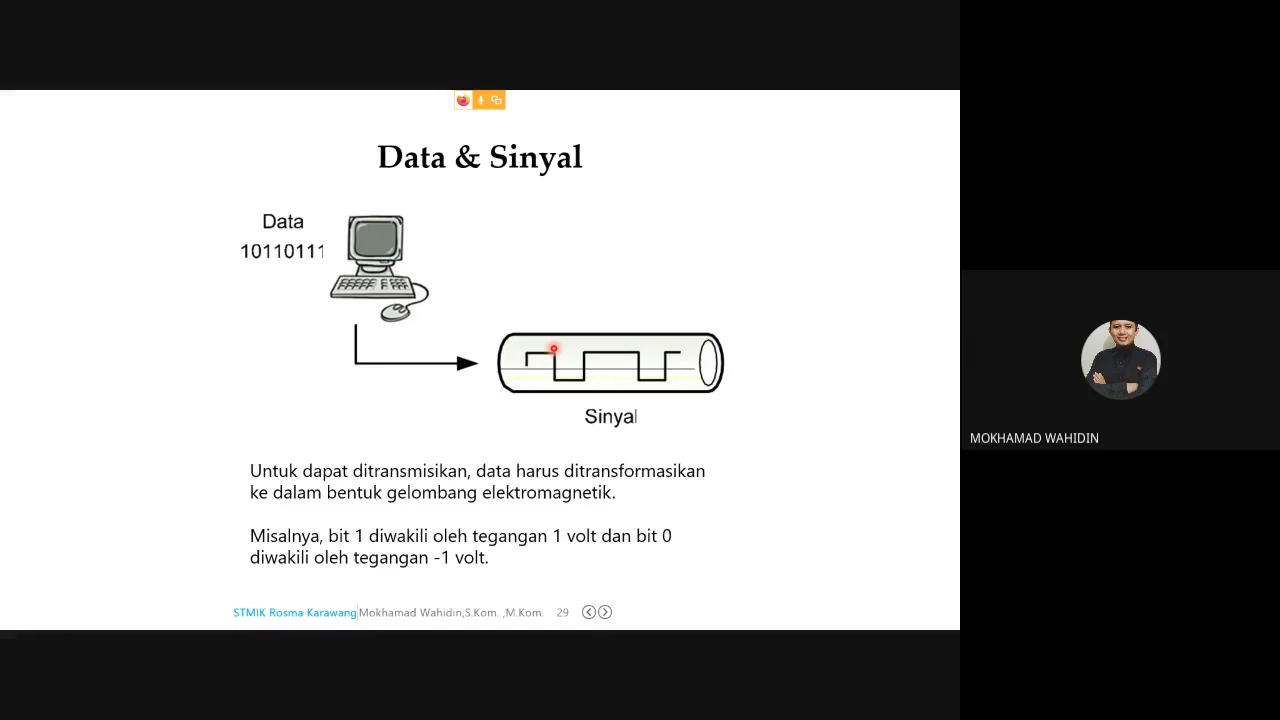 Data & Sinyal
Data
10110111
Sinyal
Untuk dapat ditransmisikan, data harus ditransformasikan
ke dalam bentuk gelombang elektromagnetik.
Misalnya, bit 1 diwakili oleh tegangan 1 volt dan bit 0
diwakili oleh tegangan -1 volt.
STMIK Rosma Karawang|Mokhamad Wahidin,S.Kom. ,M.Kom. 29
MOKHAMAD WAHIDIN